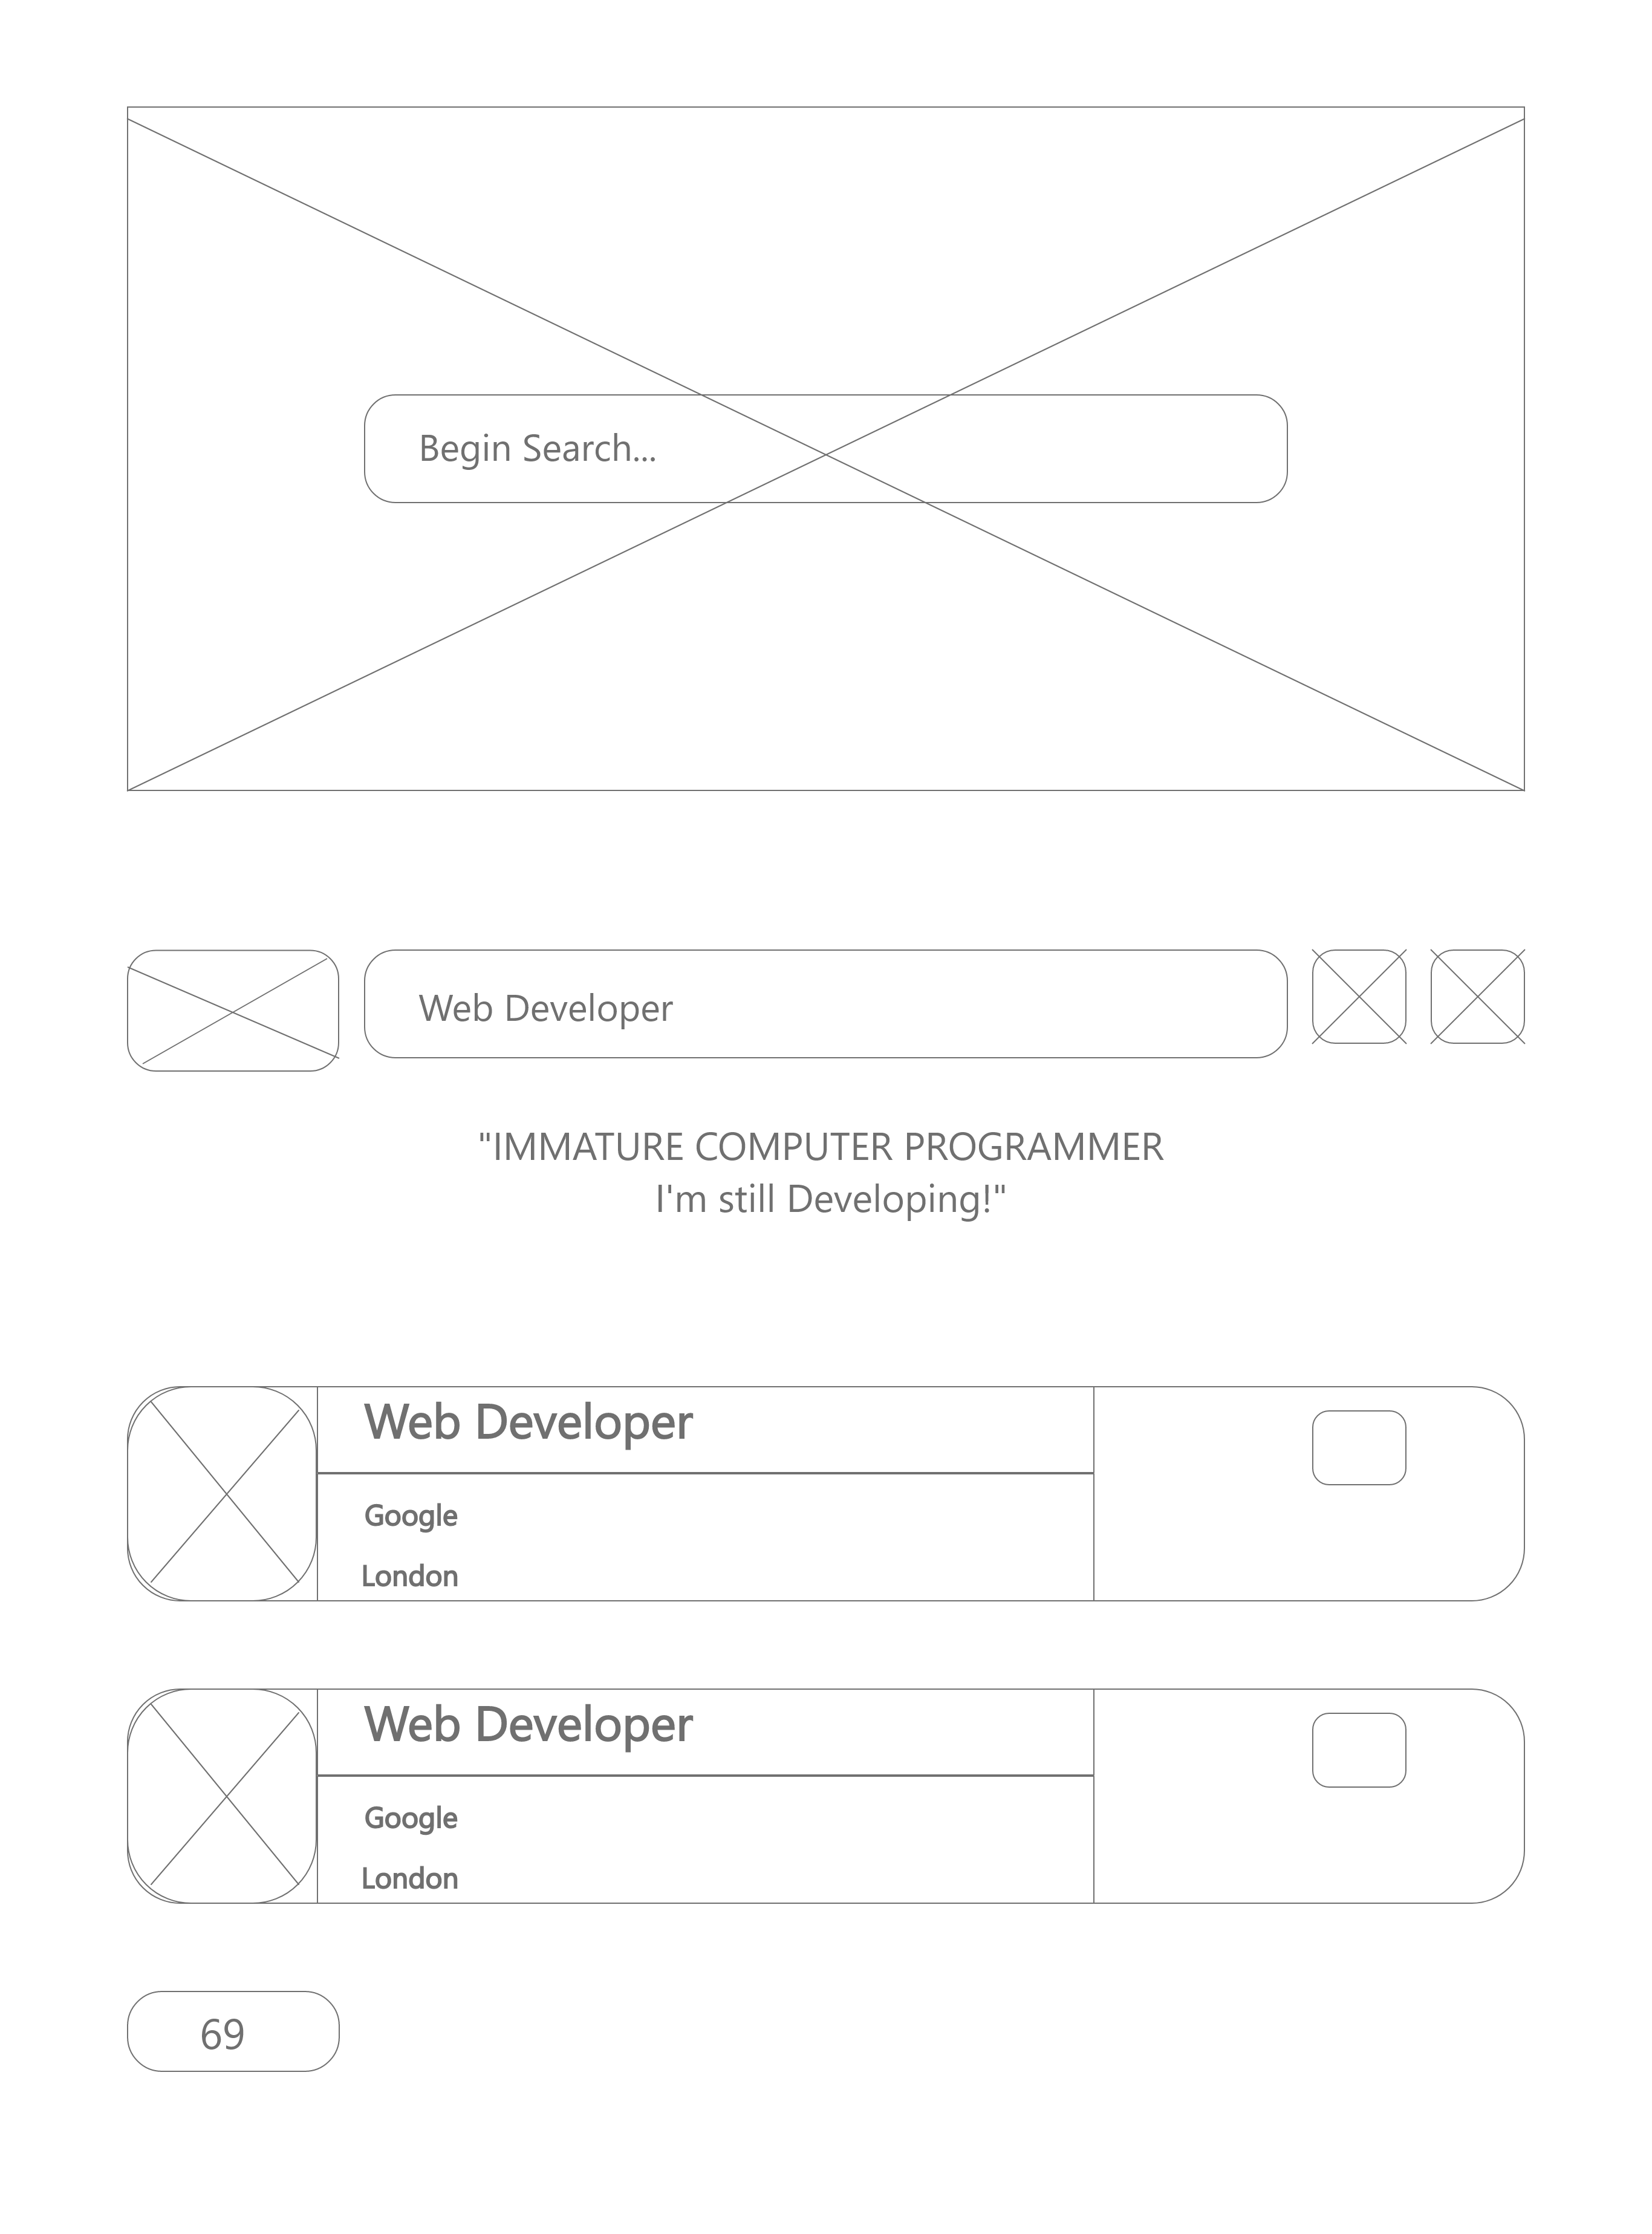 Begin Search...
Web Developer
"IMMATURE COMPUTER PROGRAMMER
I'm still Developing!"
Web Developer
Google
London
Web Developer
Google
London
69